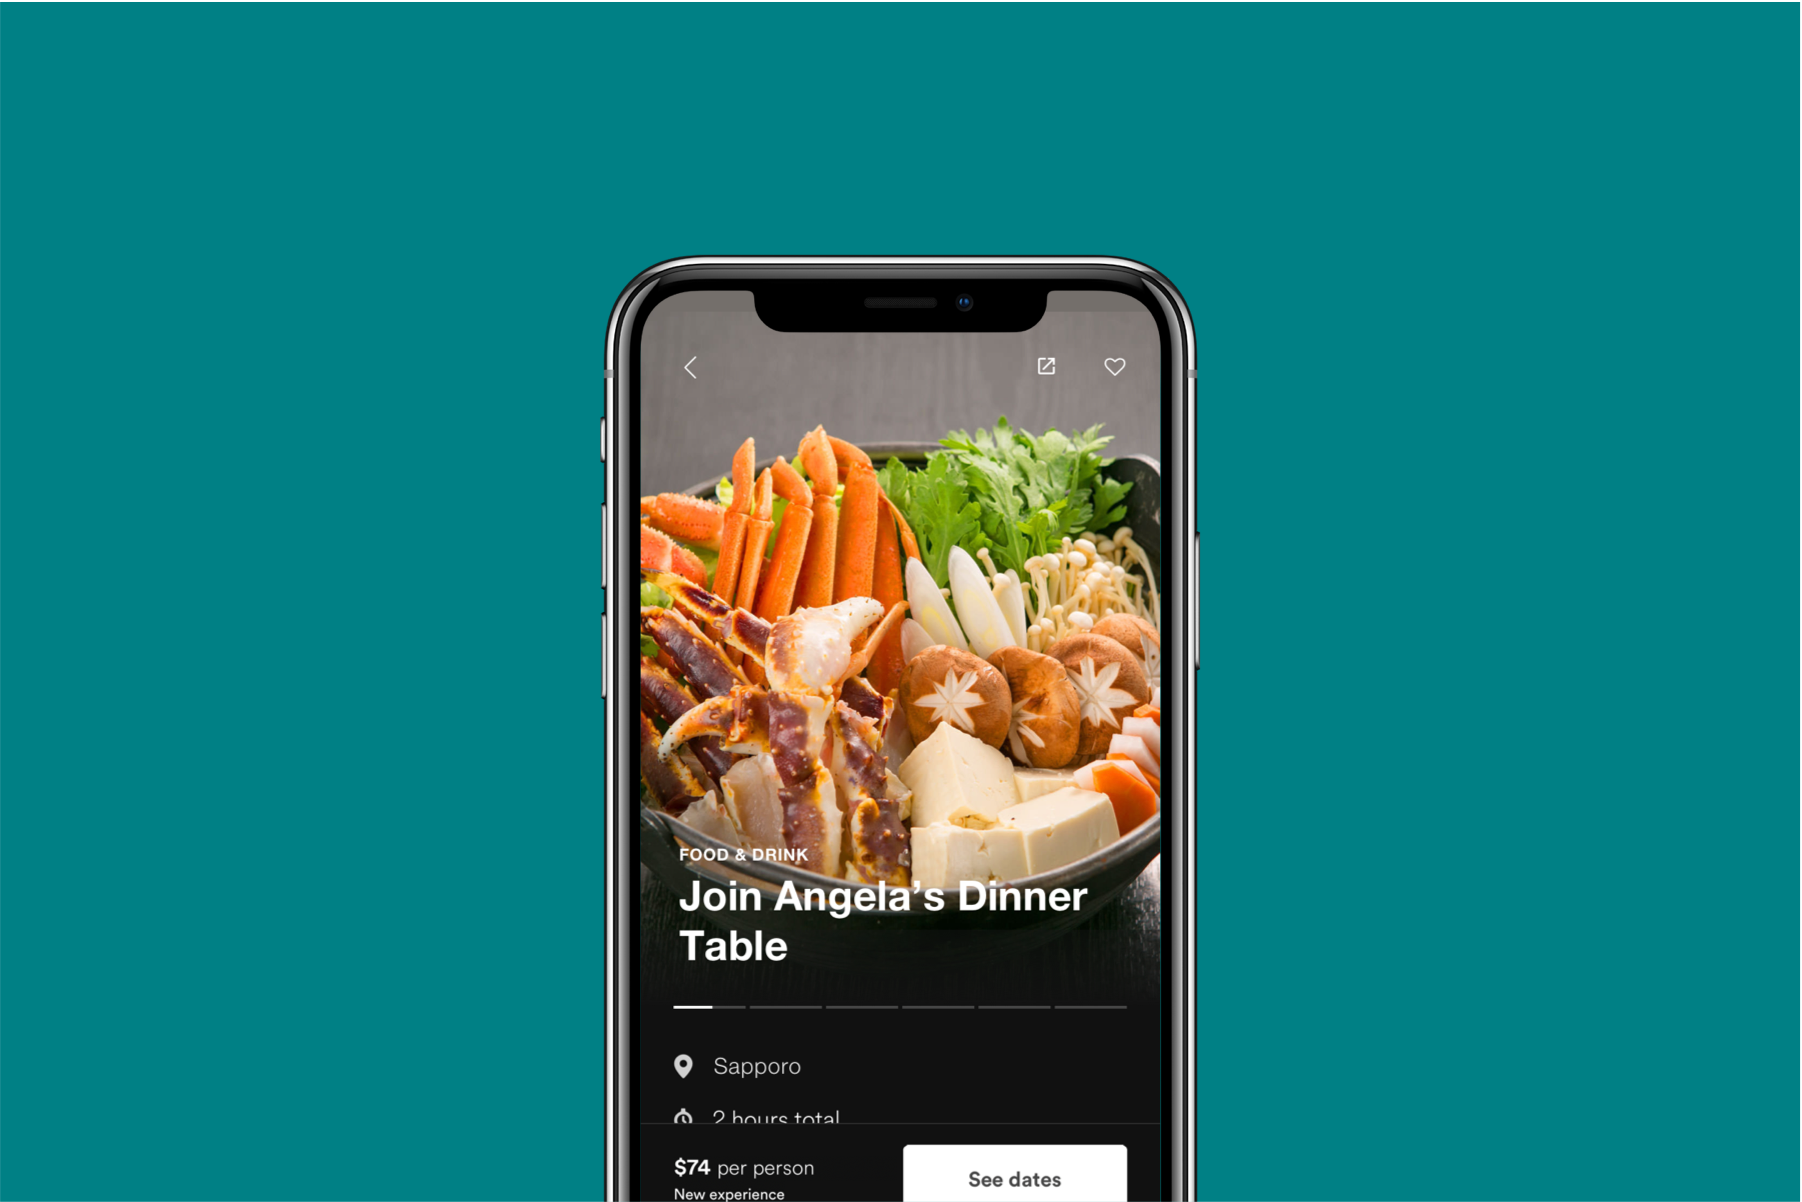 FOOD & DRINK
Join Angela’s Dinner
Table
Sapporo
2 hours total
$74 per person
New experience
See dates